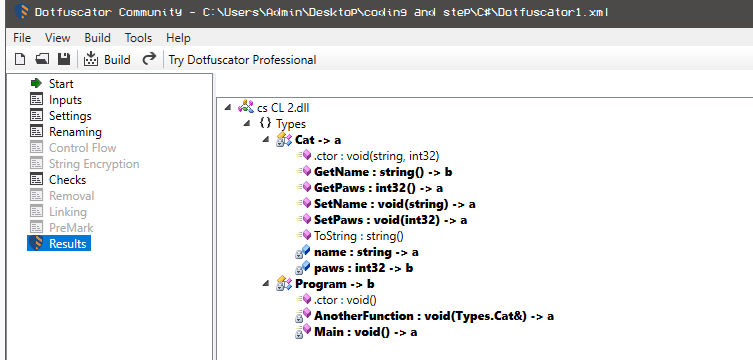 Dotfuscator Community - C:\Users\Admin\Desktop\coding and step\C#\Dotfuscator1.xml
File View Build Tools Help
Build Try Dotfuscator Professional
Start
Inputs
Settings
Renaming
Control Flow
String Encryption
Checks
Removal
Linking
PreMark
Results
cs CL 2.dll
{} Types
Cat -> a
.ctor : void(string, int32)
GetName : string() -> b
GetPaws : int32() -> a
SetName : void(string) -> a
SetPaws : void(int32) -> a
ToString : string()
name : string -> a
paws : int32 -> b
Program -> b
.ctor : void()
AnotherFunction : void(Types.Cat&) -> a
Main : void() -> a